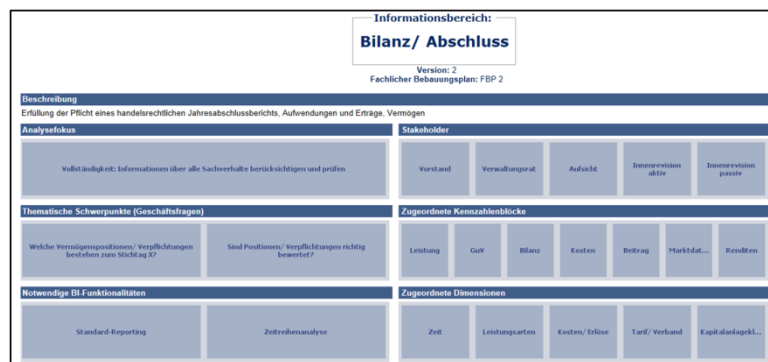 Informationsbereich:
Bilanz/ Abschluss
Version: 2
Fachlicher Bebauungsplan: FBP 2
Beschreibung
Erfüllung der Pflicht eines handelsrechtlichen Jahresabschlussberichts, Aufwendungen und Erträge, Vermögen
Analysefokus
Vollständigkeit: Informationen über alle Sachverhalte berücksichtigen und prüfen
Stakeholder
Vorstand
Verwaltungsrat
Aufsicht
Innenrevision
aktiv
Innenrevision
passiv
Thematische Schwerpunkte (Geschäftsfragen)
Welche Vermögenspositionen/ Verpflichtungen
bestehen zum Stichtag X?
Sind Positionen/ Verpflichtungen richtig
bewertet?
Zugeordnete Kennzahlenblöcke
Leistung
GuV
Bilanz
Kosten
Beitrag
Marktdat...
Renditen
Notwendige BI-Funktionalitäten
Standard-Reporting
Zeitreihenanalyse
Zugeordnete Dimensionen
Zeit
Leistungsarten
Kosten/ Erlöse
Tarif/ Verband
Kapitalanlagekl...